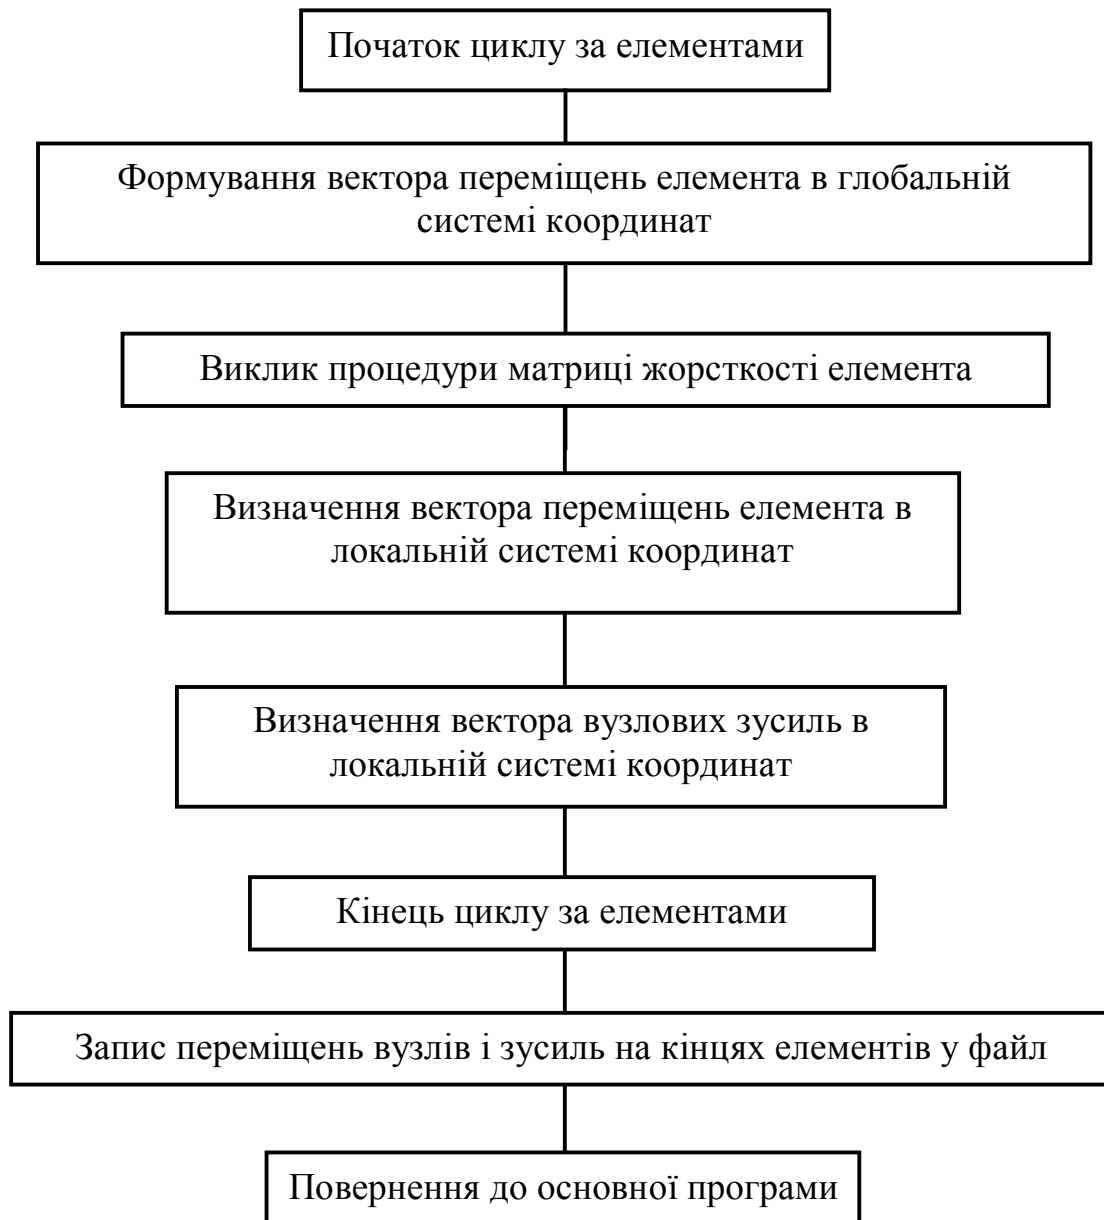 Початок циклу за елементами
Формування вектора переміщень елемента в глобальній
системі координат
Виклик процедури матриці жорсткості елемента
Визначення вектора переміщень елемента в
локальній системі координат
Визначення вектора вузлових зусиль в
локальній системі координат
Кінець циклу за елементами
Запис переміщень вузлів і зусиль на кінцях елементів у файл
Повернення до основної програми